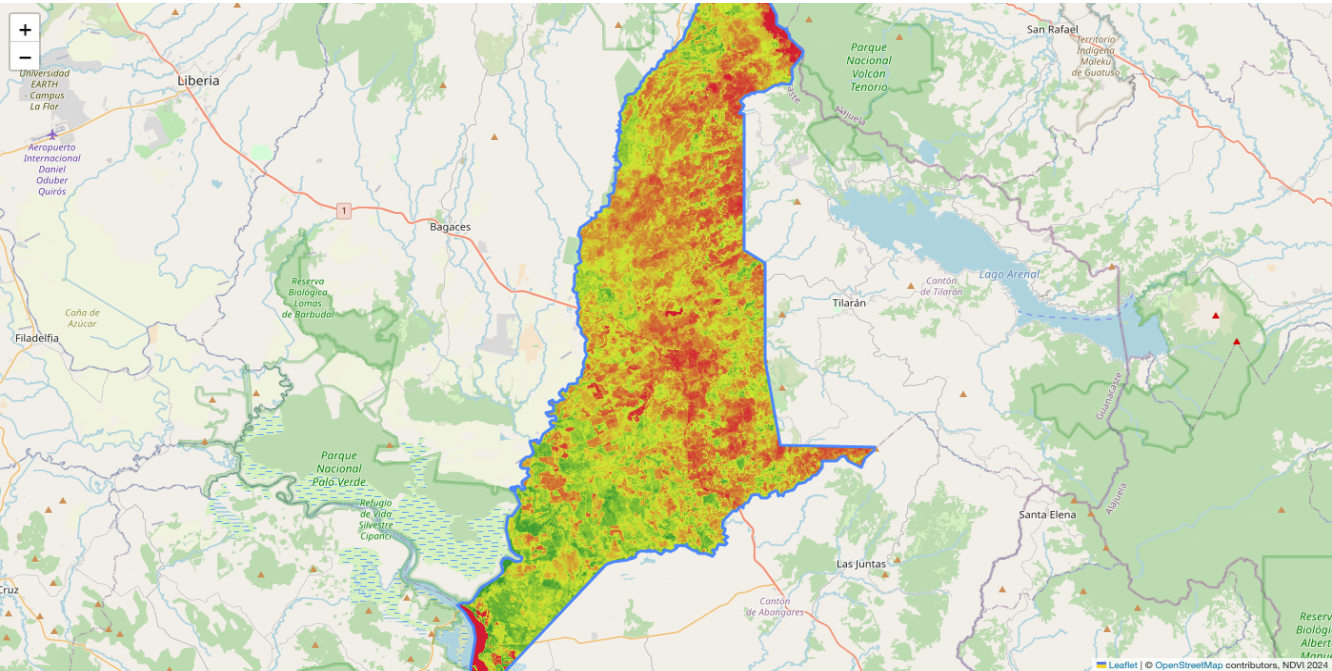 +
−
Universidad
EARTH
- Campus
La Flor
Liberia
Aeropuerto
Internacional
Daniel
Oduber
Quirós
1
Bagaces
Reserva
Biológica
Lomas
de Barbudal
Caña de
Azúcar
Filadelfia
Parque
Nacional
Palo Verde
Refugio
de Vida
Silvestre
Cipancí
Cruz
Parque
Nacional
Volcán
Tenorio
San Rafael
Territorio
Indígena
Maleku
de Guatuso
Alajuela
Lago Arenal
Cantón
de Tilarán
Tilarán
Guanacaste
Alajuela
Santa Elena
Las Juntas
Cantón
de Abangares
Leaflet | © OpenStreetMap contributors, NDVI 2024